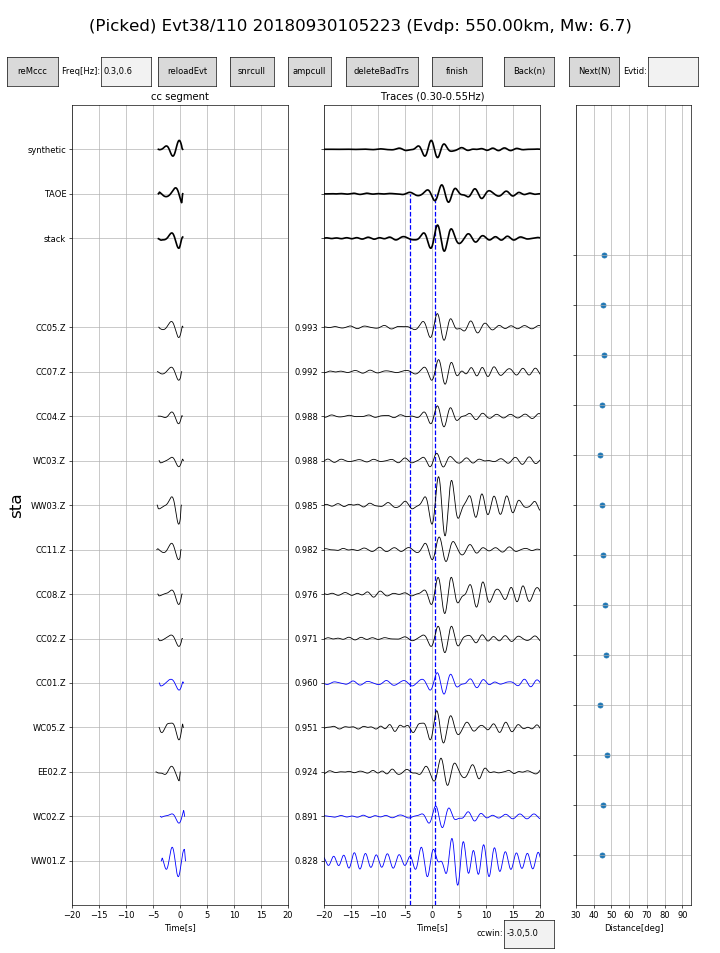 (Picked) Evt38/110 20180930105223 (Evdp: 550.00km, Mw: 6.7)
reMccc Freq[Hz]: 0.3,0.6 reloadEvt snrcull ampcull deleteBadTrs finish Back(n) Next(N) Evtid:
cc segment Traces (0.30-0.55Hz)
synthetic
TAOE
stack
CC05.Z 0.993
CC07.Z 0.992
CC04.Z 0.988
WC03.Z 0.988
WW03.Z 0.985
sta
CC11.Z 0.982
CC08.Z 0.976
CC02.Z 0.971
CC01.Z 0.960
WC05.Z 0.951
EE02.Z 0.924
WC02.Z 0.891
WW01.Z 0.828
−20 −15 −10 −5 0 5 10 15 20 −20 −15 −10 −5 0 5 10 15 20 30 40 50 60 70 80 90
Time[s] Time[s] Distance[deg]
ccwin: -3.0,5.0